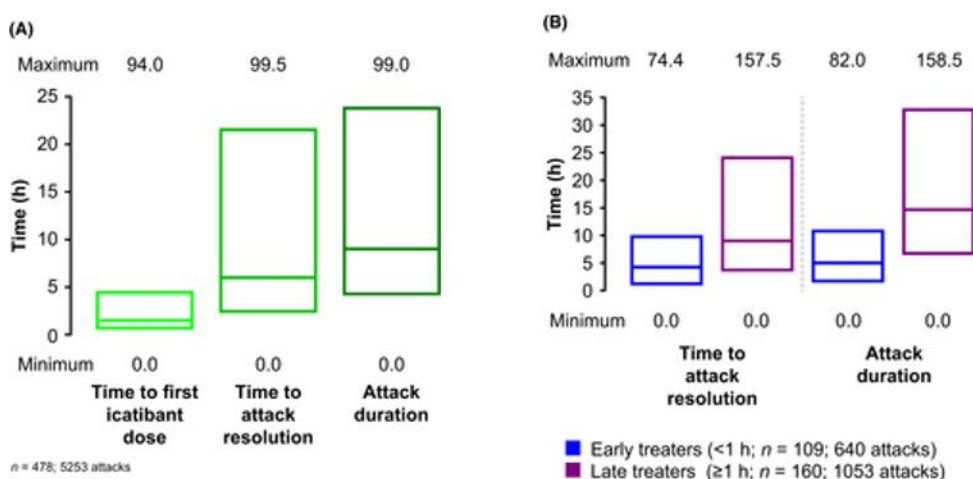 (A)
Maximum 94.0 99.5 99.0
25
20
15
10
5
0
Time (h)
Minimum 0.0 0.0 0.0
Time to first icatibant dose
Time to attack resolution
Attack duration
n = 478; 5253 attacks
(B)
Maximum 74.4 157.5 82.0 158.5
35
30
25
20
15
10
5
0
Time (h)
Minimum 0.0 0.0 0.0 0.0
Time to attack resolution
Attack duration
Early treaters (<1 h; n = 109; 640 attacks)
Late treaters (≥1 h; n = 160; 1053 attacks)